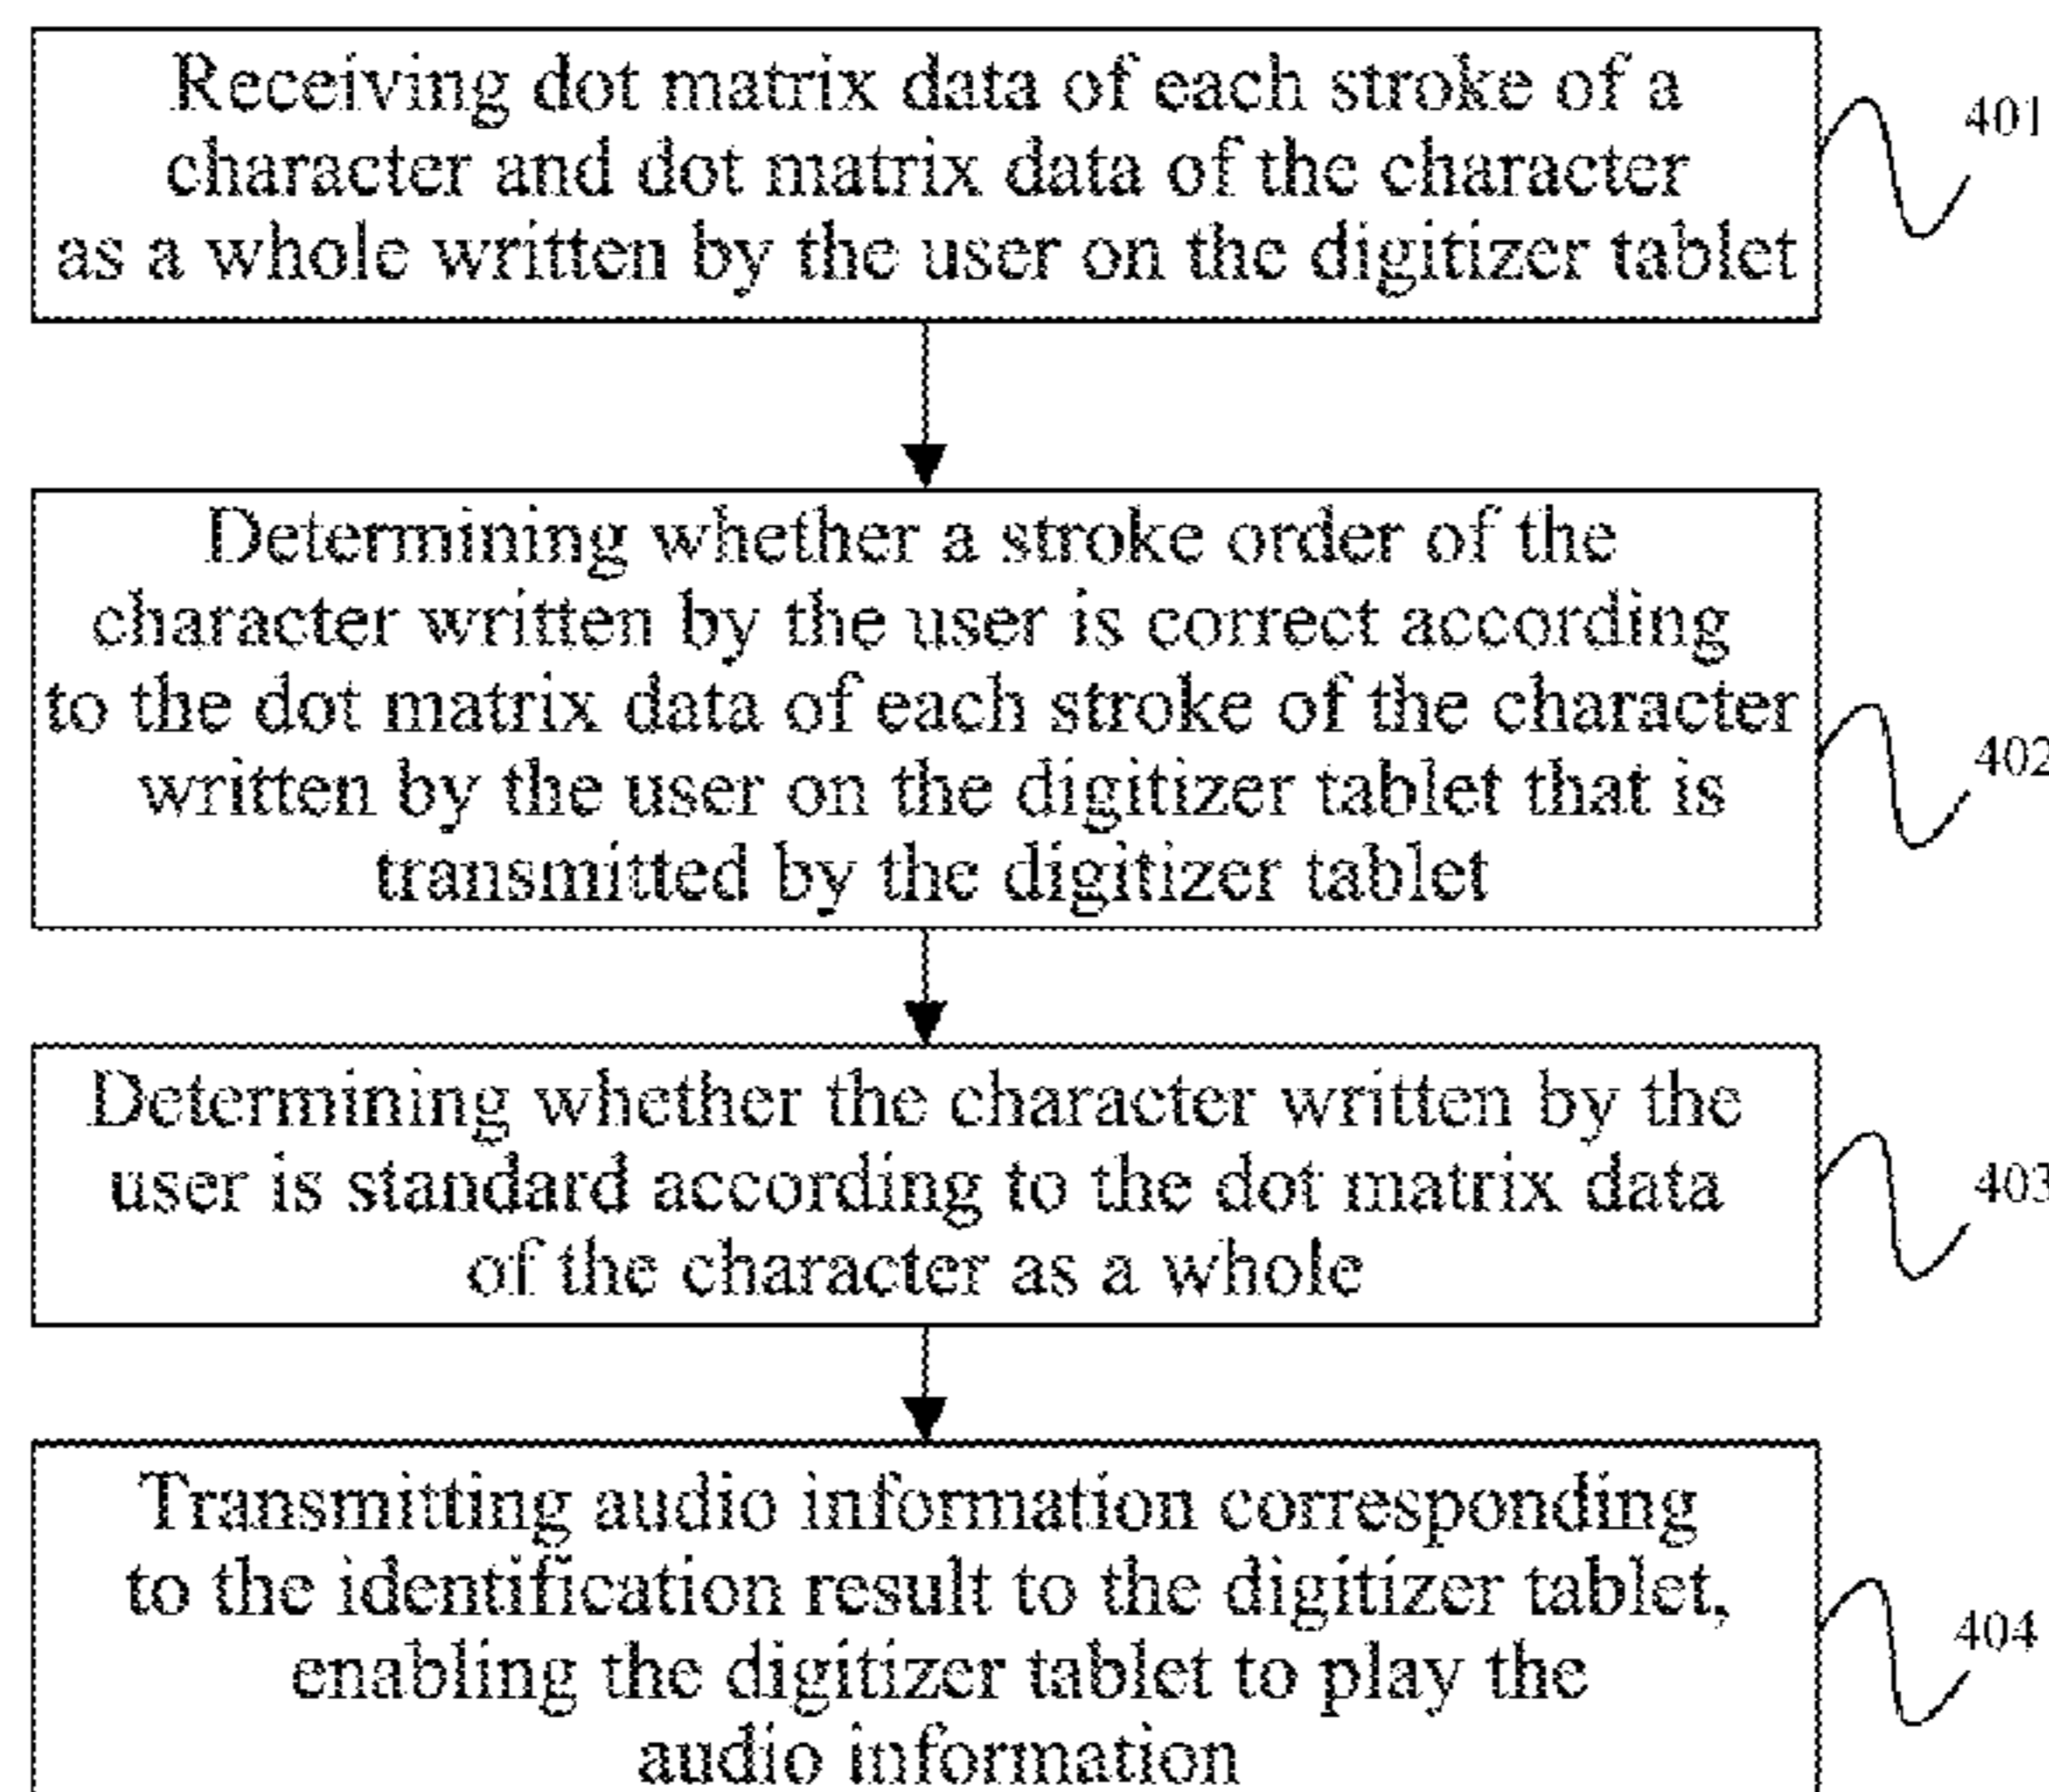 Receiving dot matrix data of each stroke of a
character and dot matrix data of the character
as a whole written by the user on the digitizer tablet
401
Determining whether a stroke order of the
character written by the user is correct according
to the dot matrix data of each stroke of the character
written by the user on the digitizer tablet that is
transmitted by the digitizer tablet
402
Determining whether the character written by the
user is standard according to the dot matrix data
of the character as a whole
403
Transmitting audio information corresponding
to the identification result to the digitizer tablet,
enabling the digitizer tablet to play the
audio information
404